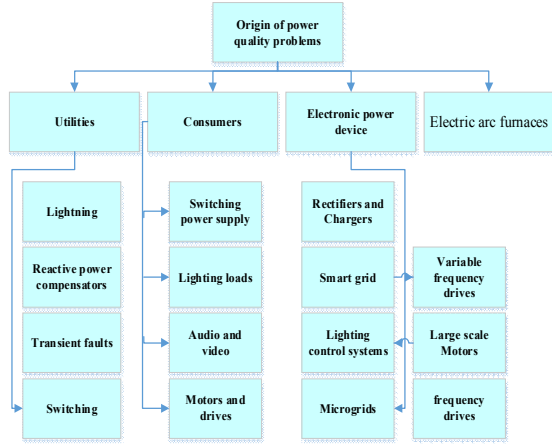 Origin of power
quality problems
Utilities
Consumers
Electronic power
device
Electric arc furnaces
Lightning
Switching
power supply
Rectifiers and
Chargers
Reactive power
compensators
Lighting loads
Smart grid
Variable
frequency
drives
Transient faults
Audio and
video
Lighting
control systems
Large scale
Motors
Switching
Motors and
drives
Microgrids
frequency
drives